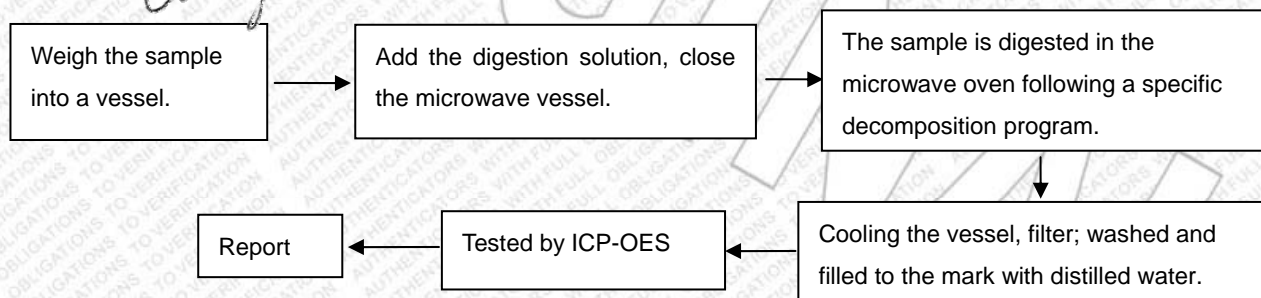 Weigh the sample
into a vessel.
Add the digestion solution, close
the microwave vessel.
The sample is digested in the
microwave oven following a specific
decomposition program.
Cooling the vessel, filter; washed and
filled to the mark with distilled water.
Tested by ICP-OES
Report